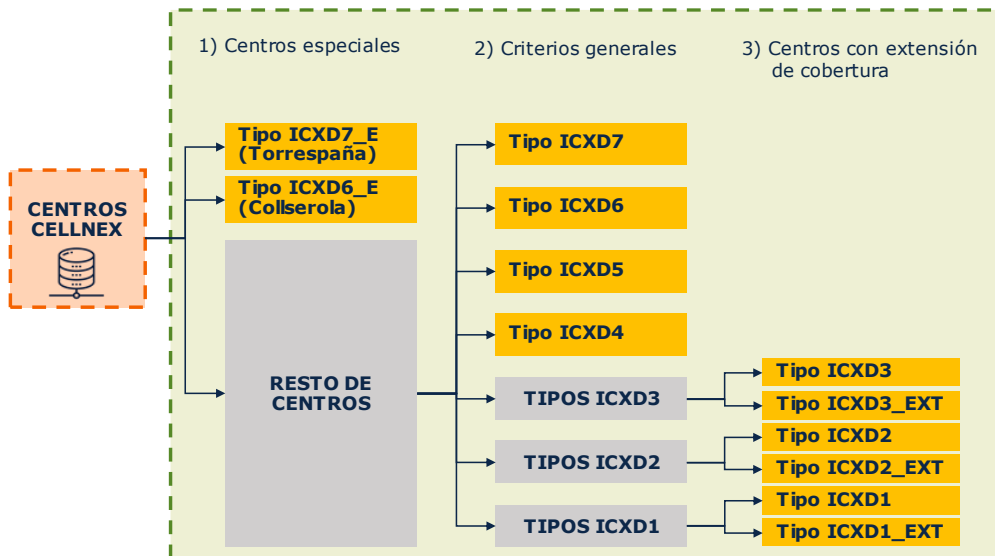 1) Centros especiales
2) Criterios generales
3) Centros con extensión
de cobertura
CENTROS
CELLNEX
Tipo ICXD7_E
(Torrespaña)
Tipo ICXD6_E
(Collserola)
RESTO DE
CENTROS
Tipo ICXD7
Tipo ICXD6
Tipo ICXD5
Tipo ICXD4
TIPOS ICXD3
TIPOS ICXD2
TIPOS ICXD1
Tipo ICXD3
Tipo ICXD3_EXT
Tipo ICXD2
Tipo ICXD2_EXT
Tipo ICXD1
Tipo ICXD1_EXT